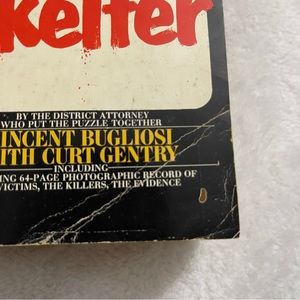 kelter
BY THE DISTRICT ATTORNEY
WHO PUT THE PUZZLE TOGETHER
INCENT BUGLIOSI
ITH CURT GENTRY
INCLUDING
NG 64-PAGE PHOTOGRAPHIC RECORD OF
VICTIMS, THE KILLERS, THE EVIDENCE